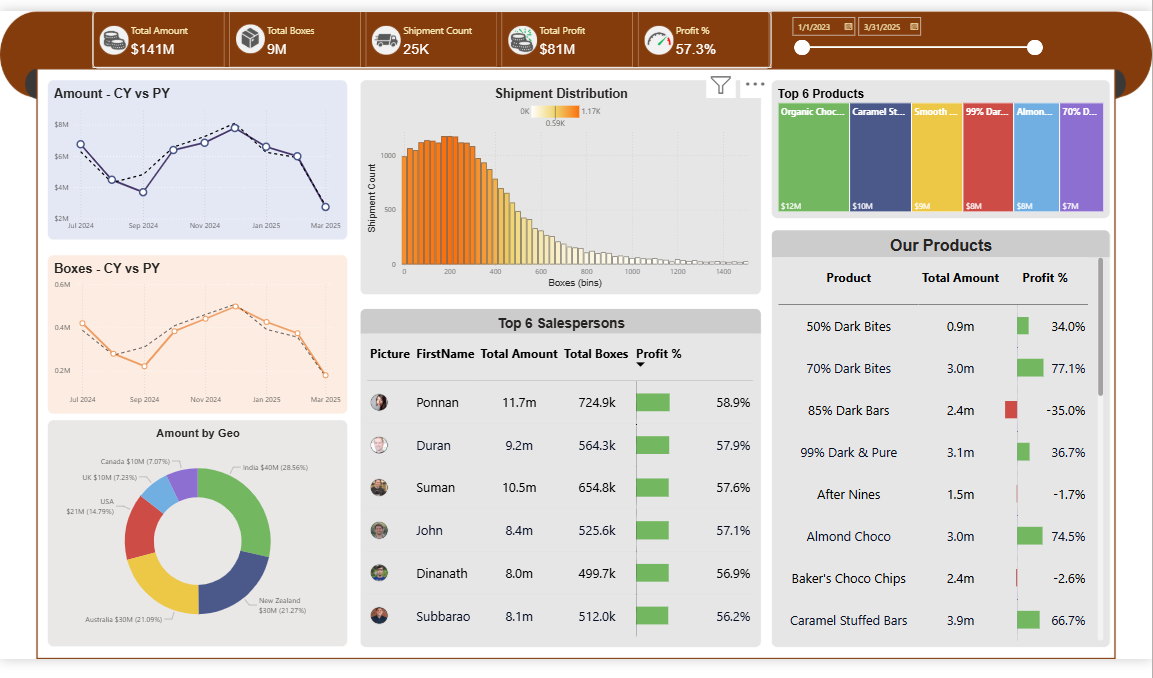 Total Amount
$141M
Total Boxes
9M
Shipment Count
25K
Total Profit
$81M
Profit %
57.3%
1/1/2023
3/31/2025
Amount - CY vs PY
$8M
$6M
$4M
$2M
Jul 2024 Sep 2024 Nov 2024 Jan 2025 Mar 2025
Boxes - CY vs PY
0.6M
0.4M
0.2M
Jul 2024 Sep 2024 Nov 2024 Jan 2025 Mar 2025
Amount by Geo
Canada $10M (7.07%)
UK $10M (7.23%)
USA
$21M (14.79%)
India $40M (28.56%)
New Zealand
$30M (21.27%)
Australia $30M (21.09%)
Shipment Distribution
0K 1.17K
0.59K
Shipment Count
1000
500
0
0 200 400 600 800 1000 1200 1400
Boxes (bins)
Top 6 Salespersons
Picture FirstName Total Amount Total Boxes Profit %
Ponnan 11.7m 724.9k 58.9%
Duran 9.2m 564.3k 57.9%
Suman 10.5m 654.8k 57.6%
John 8.4m 525.6k 57.1%
Dinanath 8.0m 499.7k 56.9%
Subbarao 8.1m 512.0k 56.2%
Top 6 Products
Organic Choc... Caramel St... Smooth ... 99% Dar... Almon... 70% D...
$12M $10M $9M $8M $8M $7M
Our Products
Product Total Amount Profit %
50% Dark Bites 0.9m 34.0%
70% Dark Bites 3.0m 77.1%
85% Dark Bars 2.4m -35.0%
99% Dark & Pure 3.1m 36.7%
After Nines 1.5m -1.7%
Almond Choco 3.0m 74.5%
Baker's Choco Chips 2.4m -2.6%
Caramel Stuffed Bars 3.9m 66.7%